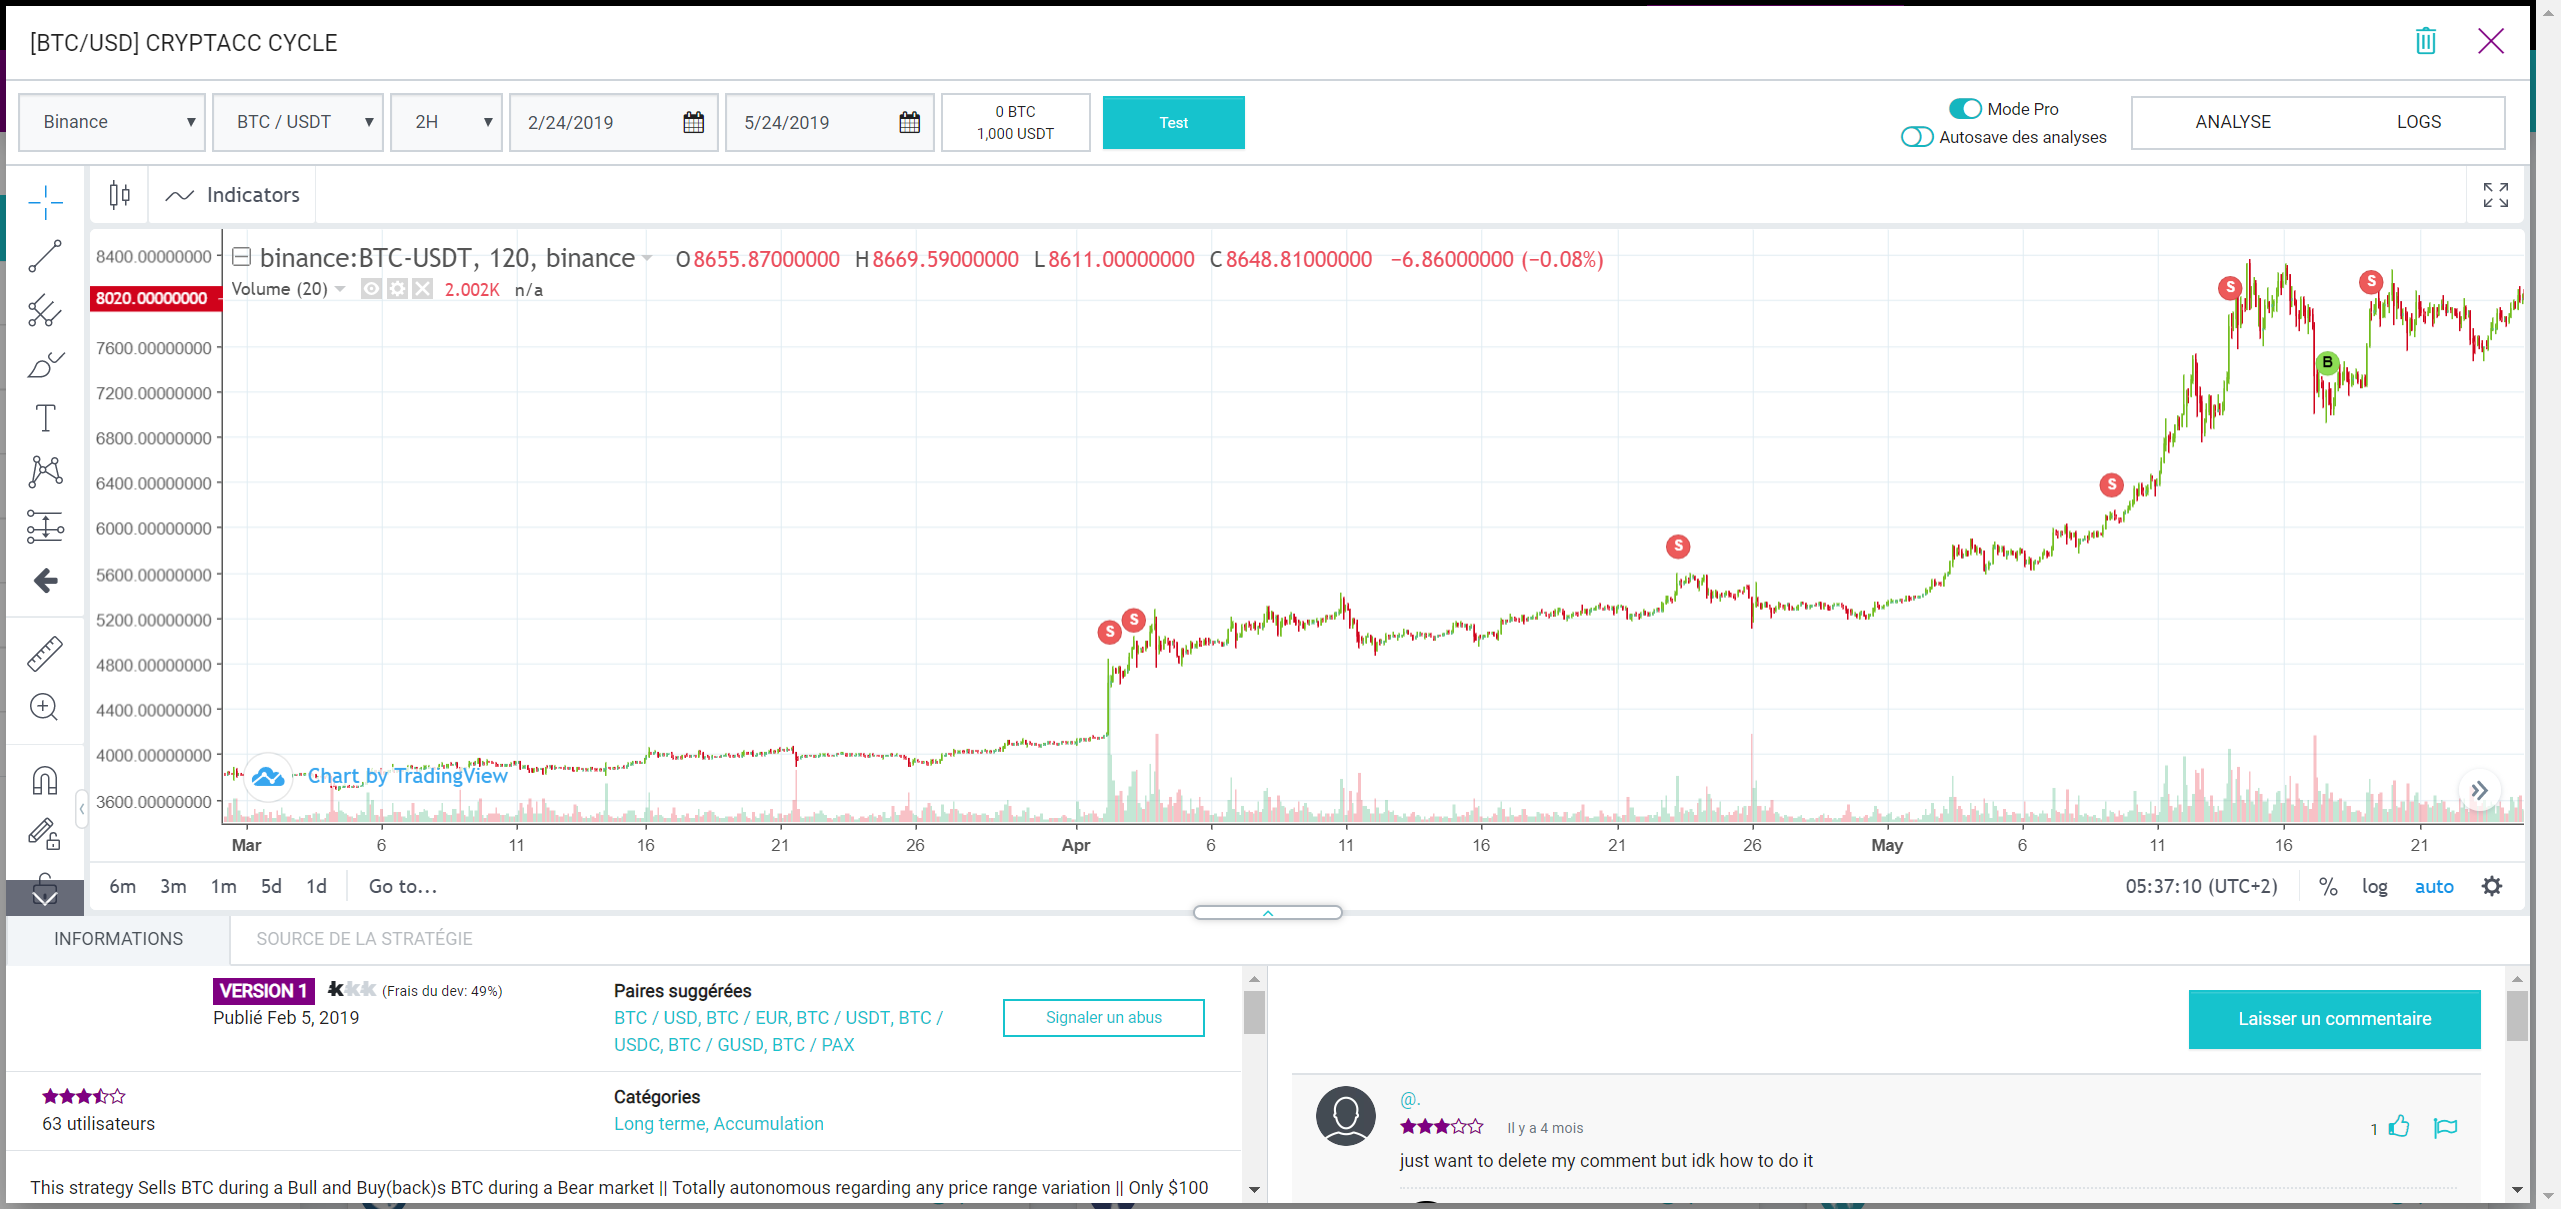 [BTC/USD] CRYPTACC CYCLE
Binance ▼ BTC / USDT ▼ 2H ▼ 2/24/2019 5/24/2019
0 BTC
1,000 USDT
Test
Mode Pro
Autosave des analyses
ANALYSE LOGS
Indicators
binance:BTC-USDT, 120, binance O8655.87000000 H8669.59000000 L8611.00000000 C8648.81000000 −6.86000000 (−0.08%)
Volume (20) 2.002K n/a
8400.00000000
8020.00000000
7600.00000000
7200.00000000
6800.00000000
6400.00000000
6000.00000000
5600.00000000
5200.00000000
4800.00000000
4400.00000000
4000.00000000
3600.00000000
S S S S S B S
Chart by TradingView
Mar 6 11 16 21 26 Apr 6 11 16 21 26 May 6 11 16 21
6m 3m 1m 5d 1d Go to...
05:37:10 (UTC+2) % log auto
INFORMATIONS SOURCE DE LA STRATÉGIE
VERSION 1 (Frais du dev: 49%)
Publié Feb 5, 2019
Paires suggérées
BTC / USD, BTC / EUR, BTC / USDT, BTC /
USDC, BTC / GUSD, BTC / PAX
Signaler un abus
63 utilisateurs
Catégories
Long terme, Accumulation
This strategy Sells BTC during a Bull and Buy(back)s BTC during a Bear market || Totally autonomous regarding any price range variation || Only $100
Laisser un commentaire
@.
Il y a 4 mois
1
just want to delete my comment but idk how to do it